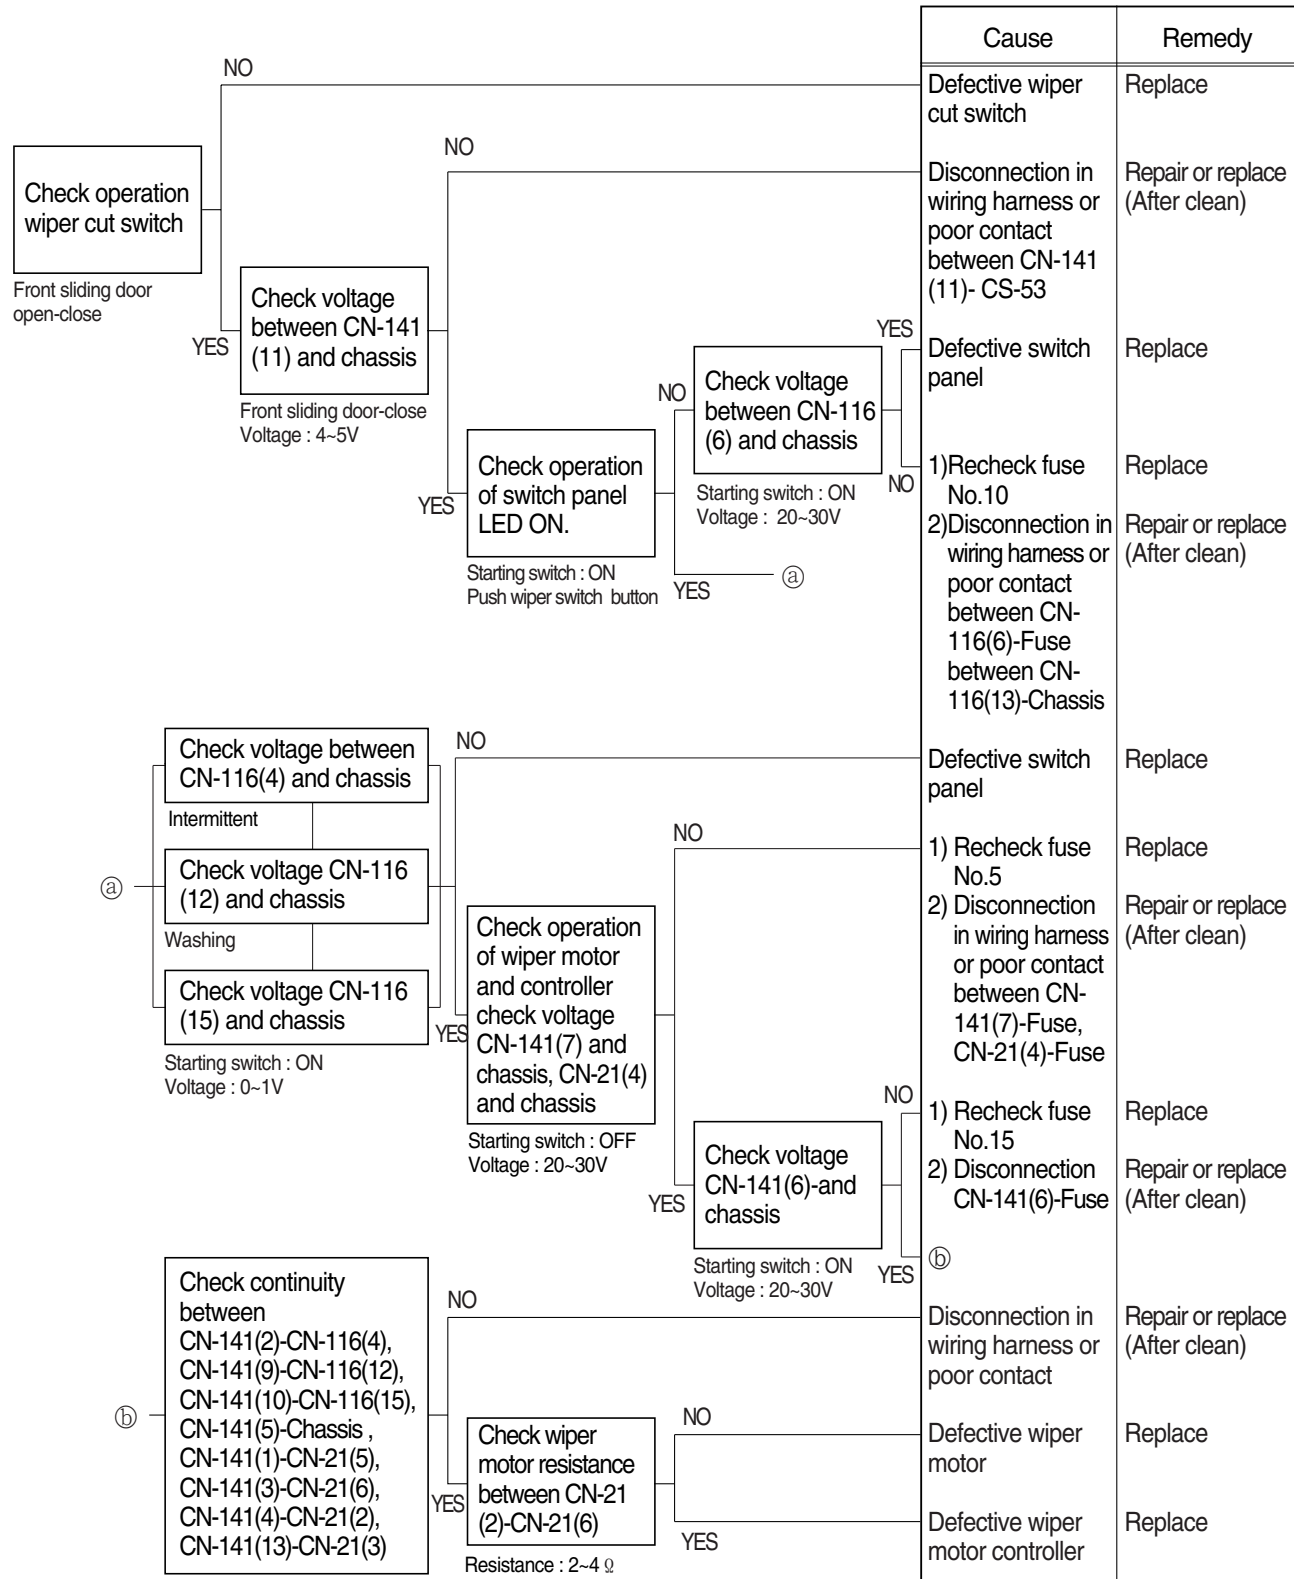 Cause
Remedy
NO
Defective wiper
cut switch
Replace
Check operation
wiper cut switch
Front sliding door
open-close
NO
Disconnection in
wiring harness or
poor contact
between CN-141
(11)- CS-53
Repair or replace
(After clean)
YES
Check voltage
between CN-141
(11) and chassis
Front sliding door-close
Voltage : 4~5V
YES
Check operation
of switch panel
LED ON.
Starting switch : ON
Push wiper switch button
NO
Check voltage
between CN-116
(6) and chassis
Starting switch : ON
Voltage : 20~30V
YES
Defective switch
panel
Replace
NO
1)Recheck fuse
No.10
Replace
2)Disconnection in
wiring harness or
poor contact
between CN-
116(6)-Fuse
between CN-
116(13)-Chassis
Repair or replace
(After clean)
YES
ⓐ
ⓐ
Check voltage between
CN-116(4) and chassis
Intermittent
Check voltage CN-116
(12) and chassis
Washing
Check voltage CN-116
(15) and chassis
Starting switch : ON
Voltage : 0~1V
NO
Defective switch
panel
Replace
YES
Check operation
of wiper motor
and controller
check voltage
CN-141(7) and
chassis, CN-21(4)
and chassis
Starting switch : OFF
Voltage : 20~30V
NO
1) Recheck fuse
No.5
Replace
2) Disconnection
in wiring harness
or poor contact
between CN-
141(7)-Fuse,
CN-21(4)-Fuse
Repair or replace
(After clean)
YES
Check voltage
CN-141(6)-and
chassis
Starting switch : ON
Voltage : 20~30V
NO
1) Recheck fuse
No.15
Replace
2) Disconnection
CN-141(6)-Fuse
Repair or replace
(After clean)
YES
ⓑ
ⓑ
Check continuity
between
CN-141(2)-CN-116(4),
CN-141(9)-CN-116(12),
CN-141(10)-CN-116(15),
CN-141(5)-Chassis ,
CN-141(1)-CN-21(5),
CN-141(3)-CN-21(6),
CN-141(4)-CN-21(2),
CN-141(13)-CN-21(3)
NO
Disconnection in
wiring harness or
poor contact
Repair or replace
(After clean)
YES
Check wiper
motor resistance
between CN-21
(2)-CN-21(6)
Resistance : 2~4 Ω
NO
Defective wiper
motor
Replace
YES
Defective wiper
motor controller
Replace